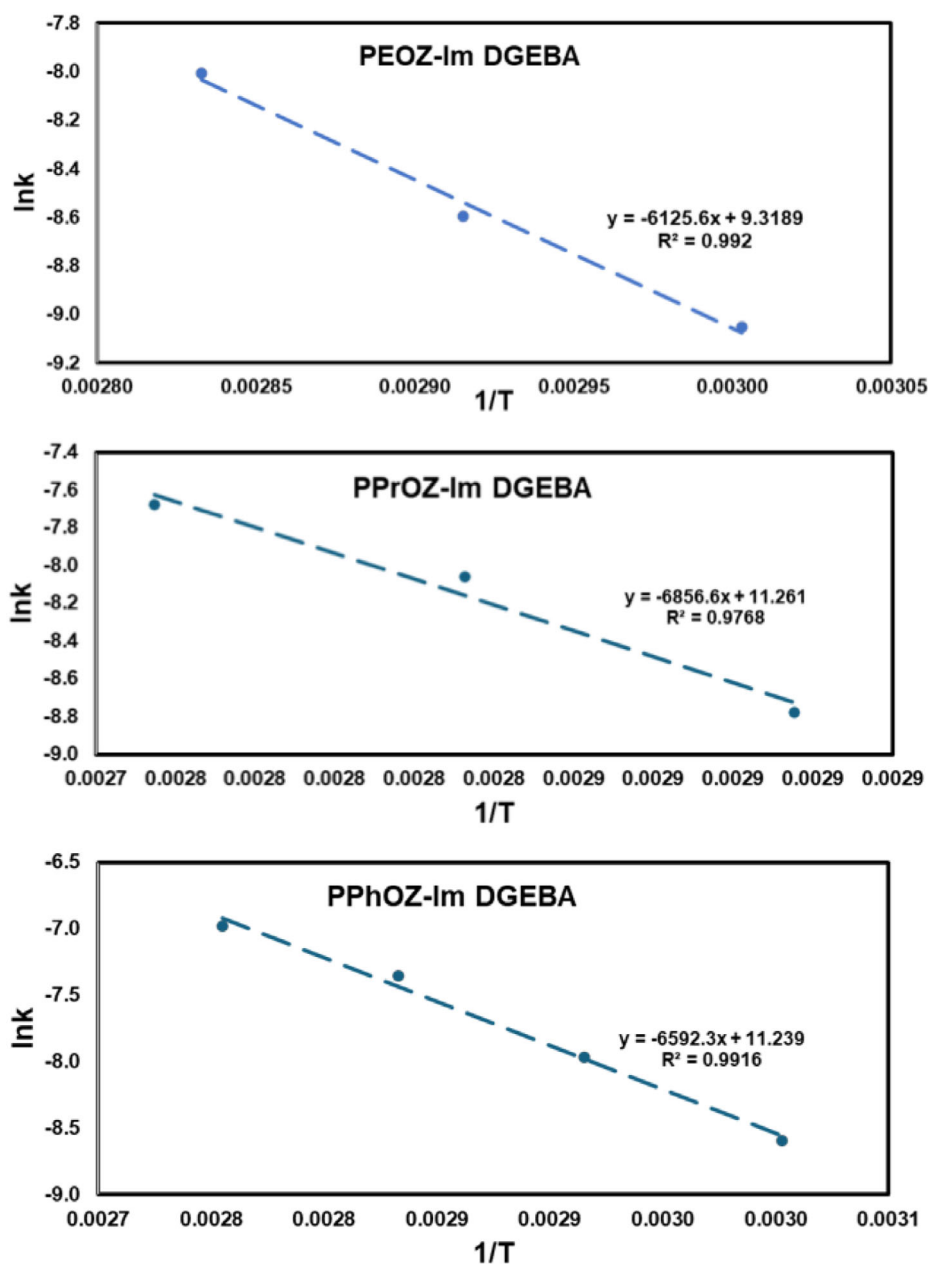 PEOZ-Im DGEBA
-7.8
-8.0
-8.2
-8.4
-8.6
-8.8
-9.0
-9.2
lnk
y = -6125.6x + 9.3189
R² = 0.992
0.00280 0.00285 0.00290 0.00295 0.00300 0.00305
1/T
PPrOZ-Im DGEBA
-7.4
-7.6
-7.8
-8.0
-8.2
-8.4
-8.6
-8.8
-9.0
lnk
y = -6856.6x + 11.261
R² = 0.9768
0.0027 0.0028 0.0028 0.0028 0.0028 0.0028 0.0029 0.0029 0.0029 0.0029 0.0029
1/T
PPhOZ-Im DGEBA
-6.5
-7.0
-7.5
-8.0
-8.5
-9.0
lnk
y = -6592.3x + 11.239
R² = 0.9916
0.0027 0.0028 0.0028 0.0029 0.0029 0.0030 0.0030 0.0031
1/T